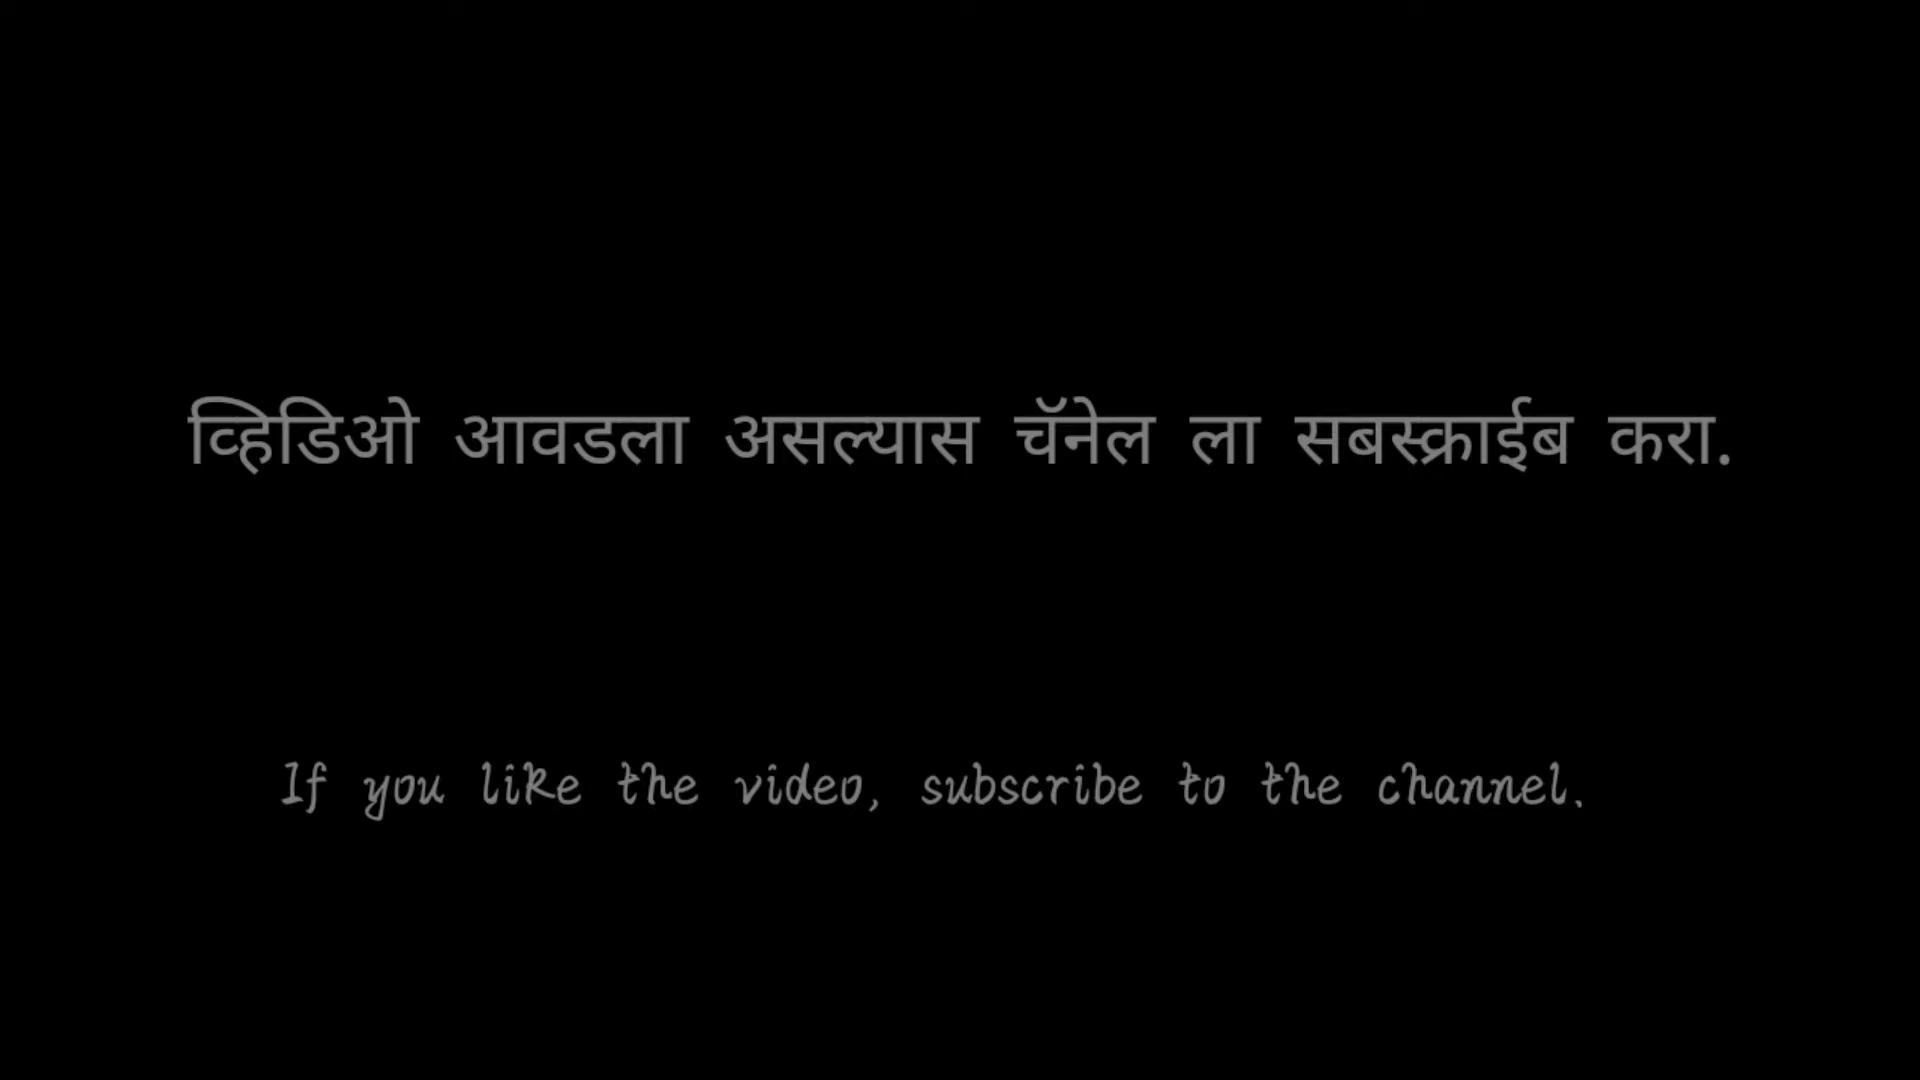 व्हिडिओ आवडला असल्यास चॅनेल ला सबस्क्राईब करा.
If you like the video, subscribe to the channel.